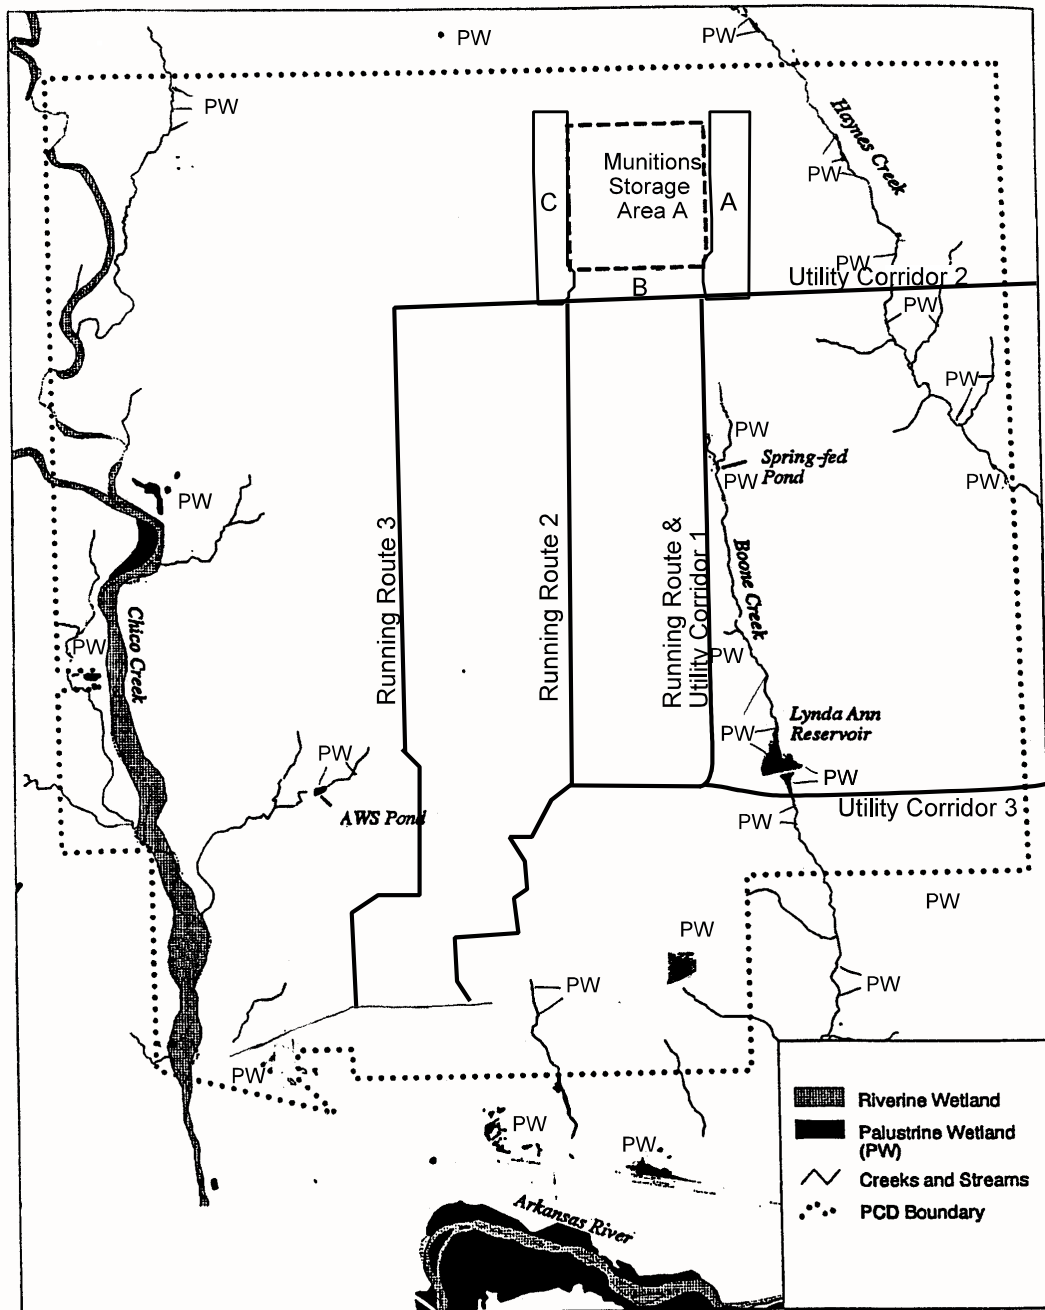 PW
PW
PW
Haynes Creek
Munitions
Storage
Area A
PW
C
A
PW
B
Utility Corridor 2
PW
PW
PW
Spring-fed
Pond
PW
PW
PW
Running Route 3
Running Route 2
Running Route &
Utility Corridor 1
Boone Creek
Chico Creek
PW
PW
Lynda Ann
Reservoir
PW
PW
PW
AWS Pond
Utility Corridor 3
PW
PW
PW
PW
PW
PW
PW
PW
Arkansas River
Riverine Wetland
Palustrine Wetland
(PW)
Creeks and Streams
PCD Boundary